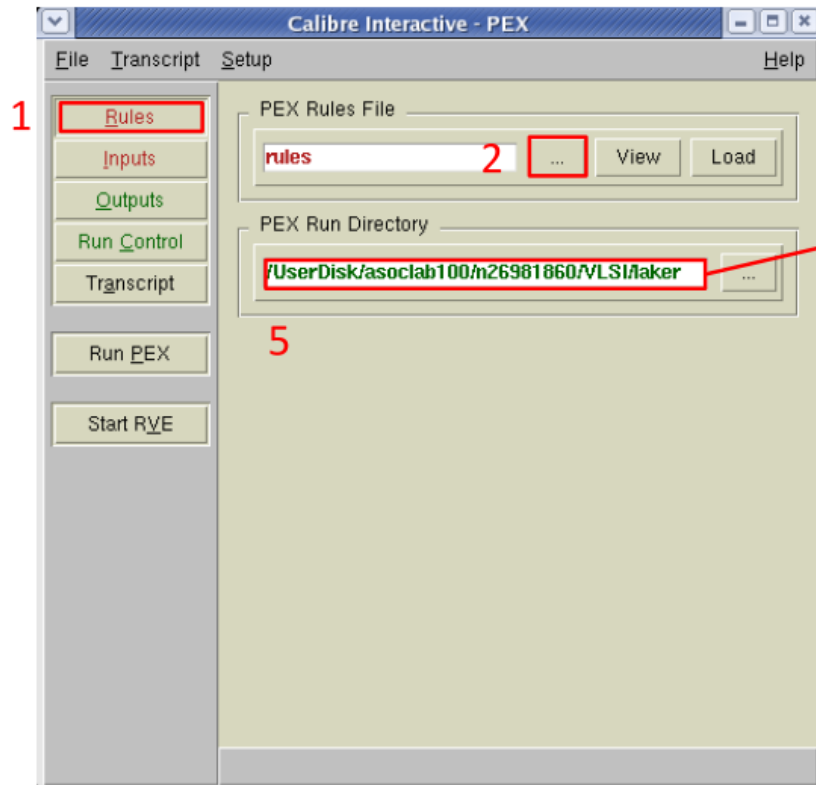 Calibre Interactive - PEX
File Transcript Setup Help
1
Rules
Inputs
Outputs
Run Control
Transcript
Run PEX
Start RVE
PEX Rules File
rules 2 ... View Load
PEX Run Directory
/UserDisk/asoclab100/n26981860/VLSI/laker ...
5